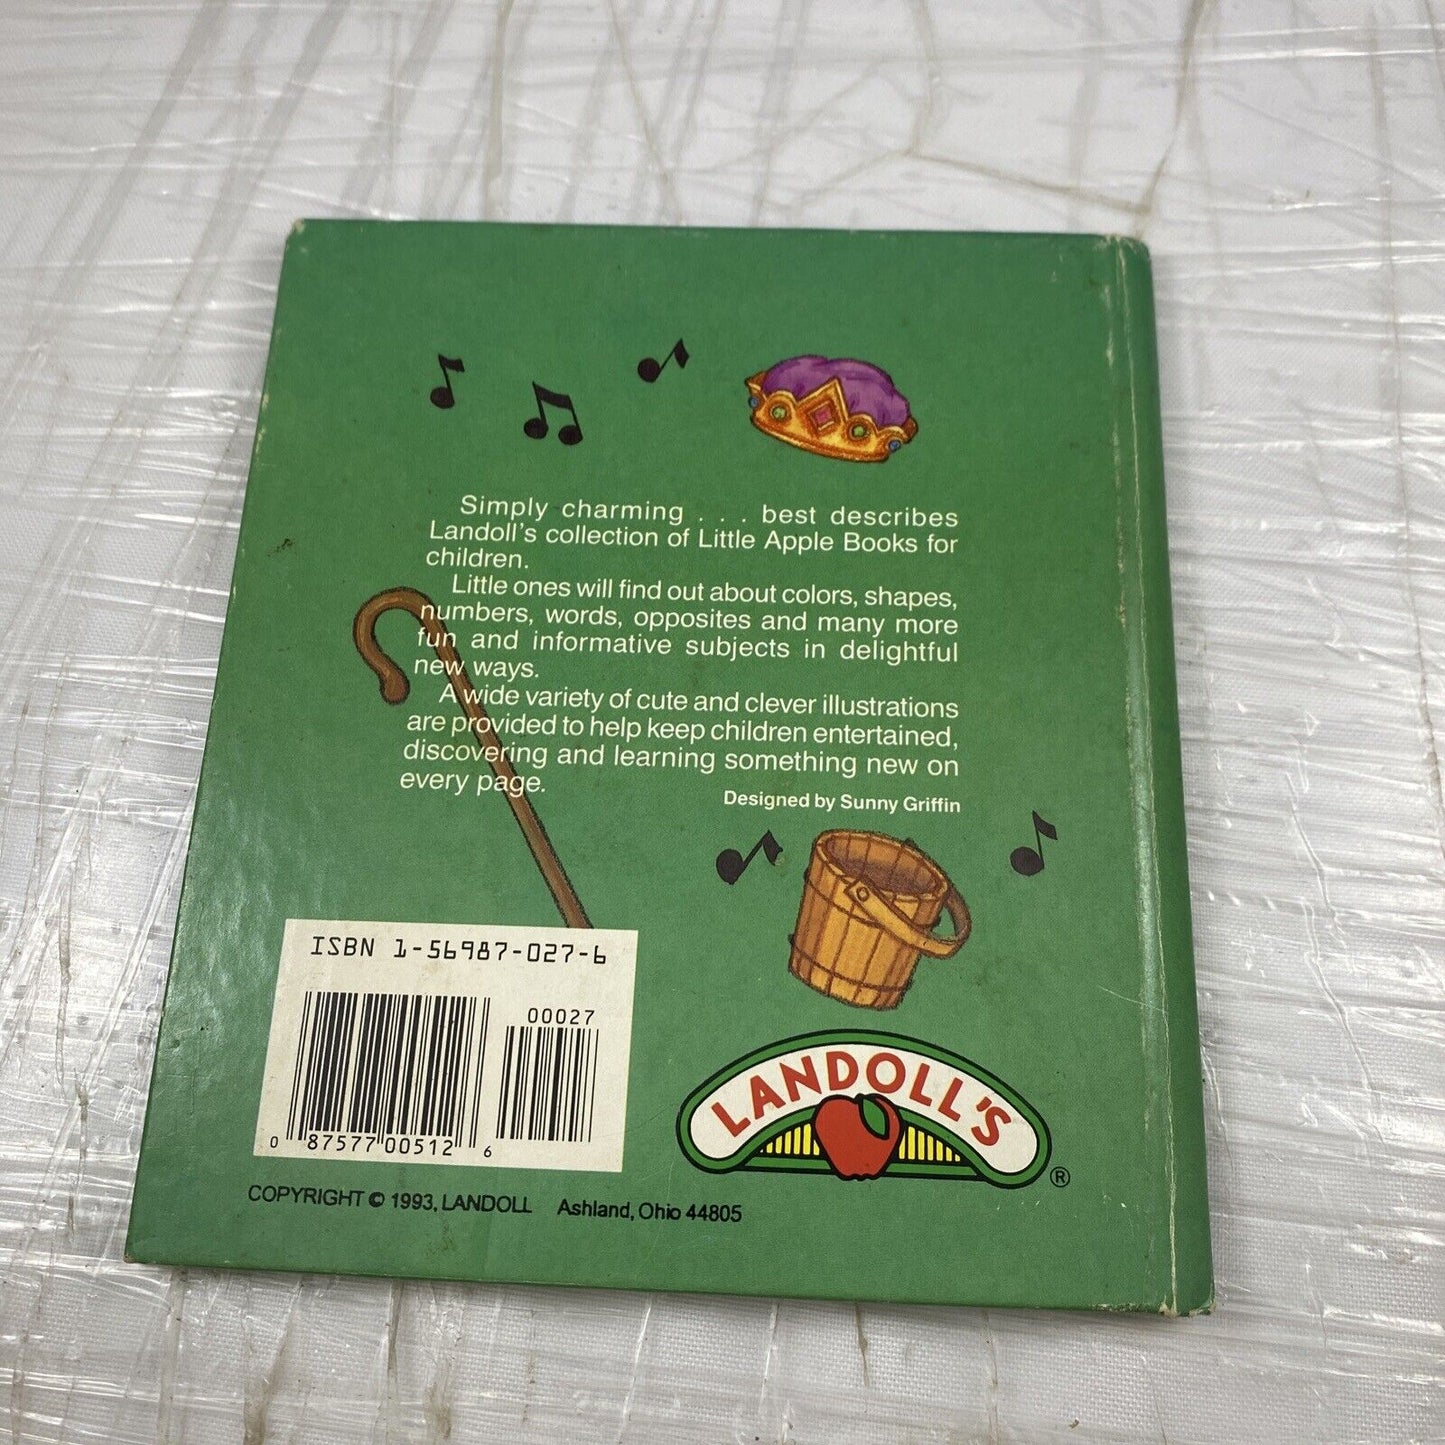 Simply charming . . . best describes
Landoll's collection of Little Apple Books for
children.
Little ones will find out about colors, shapes,
numbers, words, opposites and many more
fun and informative subjects in delightful
new ways.
A wide variety of cute and clever illustrations
are provided to help keep children entertained,
discovering and learning something new on
every page.
Designed by Sunny Griffin
ISBN 1-56987-027-6
00027
0 87577 00512 6
LANDOLL'S
®
COPYRIGHT © 1993, LANDOLL Ashland, Ohio 44805